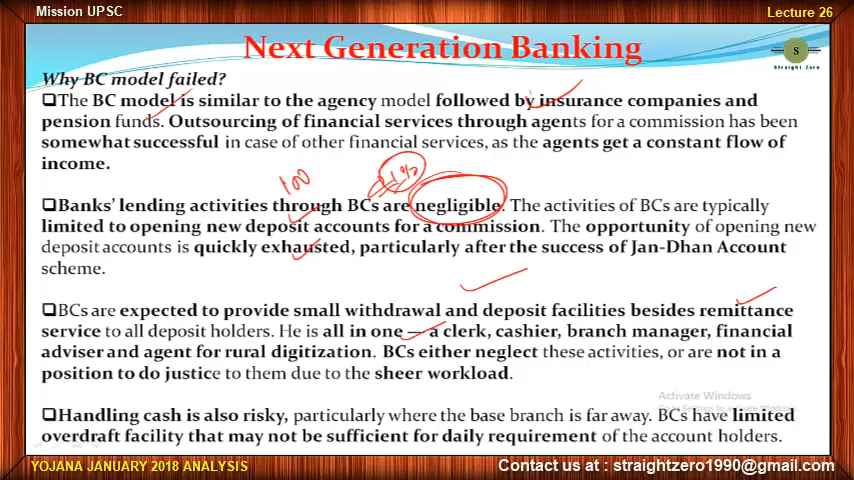 Mission UPSC
Lecture 26
Next Generation Banking
S
Straight Zero
Why BC model failed?
❑The BC model is similar to the agency model followed by insurance companies and
pension funds. Outsourcing of financial services through agents for a commission has been
somewhat successful in case of other financial services, as the agents get a constant flow of
income.
100
1%
❑Banks' lending activities through BCs are negligible. The activities of BCs are typically
limited to opening new deposit accounts for a commission. The opportunity of opening new
deposit accounts is quickly exhausted, particularly after the success of Jan-Dhan Account
scheme.
❑BCs are expected to provide small withdrawal and deposit facilities besides remittance
service to all deposit holders. He is all in one — a clerk, cashier, branch manager, financial
adviser and agent for rural digitization. BCs either neglect these activities, or are not in a
position to do justice to them due to the sheer workload.
Activate Windows
❑Handling cash is also risky, particularly where the base branch is far away. BCs have limited
overdraft facility that may not be sufficient for daily requirement of the account holders.
YOJANA JANUARY 2018 ANALYSIS
Contact us at : straightzero1990@gmail.com